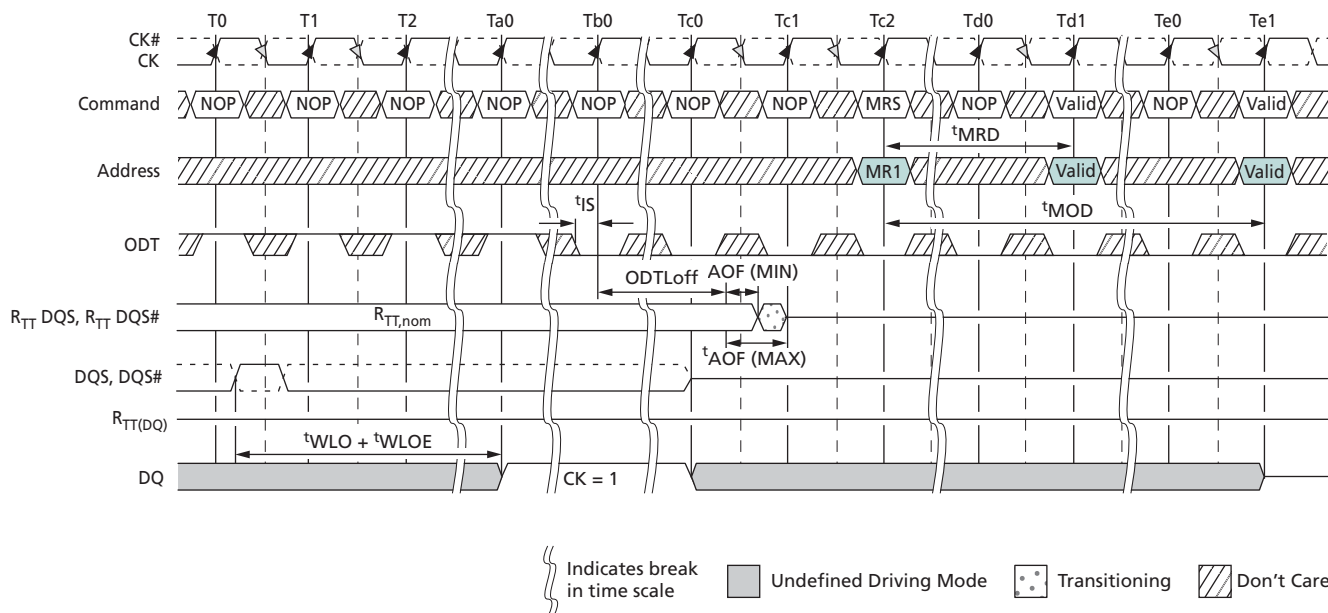 T0 T1 T2 Ta0 Tb0 Tc0 Tc1 Tc2 Td0 Td1 Te0 Te1
CK#
CK
Command NOP NOP NOP NOP NOP NOP NOP MRS NOP Valid NOP Valid
tMRD
Address MR1 Valid Valid
tIS
tMOD
ODT
ODTLoff AOF (MIN)
RTT DQS, RTT DQS# RTT,nom
tAOF (MAX)
DQS, DQS#
RTT(DQ)
tWLO + tWLOE
DQ CK = 1
Indicates break
in time scale
Undefined Driving Mode
Transitioning
Don't Care